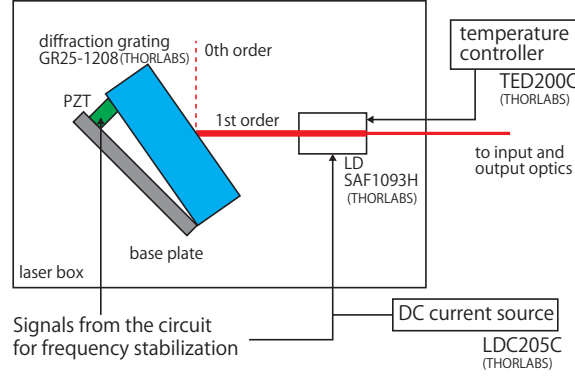 diffraction grating
GR25-1208 (THORLABS)
0th order
PZT
1st order
LD
SAF1093H
(THORLABS)
base plate
laser box
temperature
controller
TED200C
(THORLABS)
to input and
output optics
Signals from the circuit
for frequency stabilization
DC current source
LDC205C
(THORLABS)